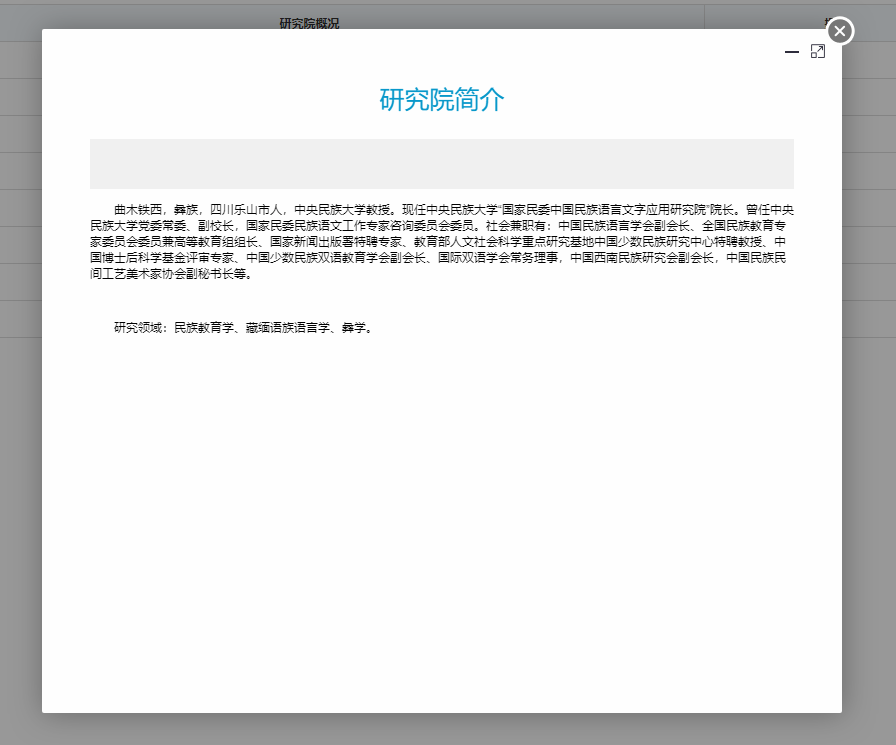 研究院概况
研究院简介
曲木铁西，彝族，四川乐山市人，中央民族大学教授。现任中央民族大学“国家民委中国民族语言文字应用研究院”院长。曾任中央
民族大学党委常委、副校长，国家民委民族语文工作专家咨询委员会委员。社会兼职有：中国民族语言学会副会长、全国民族教育专
家委员会委员兼高等教育组组长、国家新闻出版署特聘专家、教育部人文社会科学重点研究基地中国少数民族研究中心特聘教授、中
国博士后科学基金评审专家、中国少数民族双语教育学会副会长、国际双语学会常务理事，中国西南民族研究会副会长，中国民族民
间工艺美术家协会副秘书长等。
研究领域：民族教育学、藏缅语族语言学、彝学。